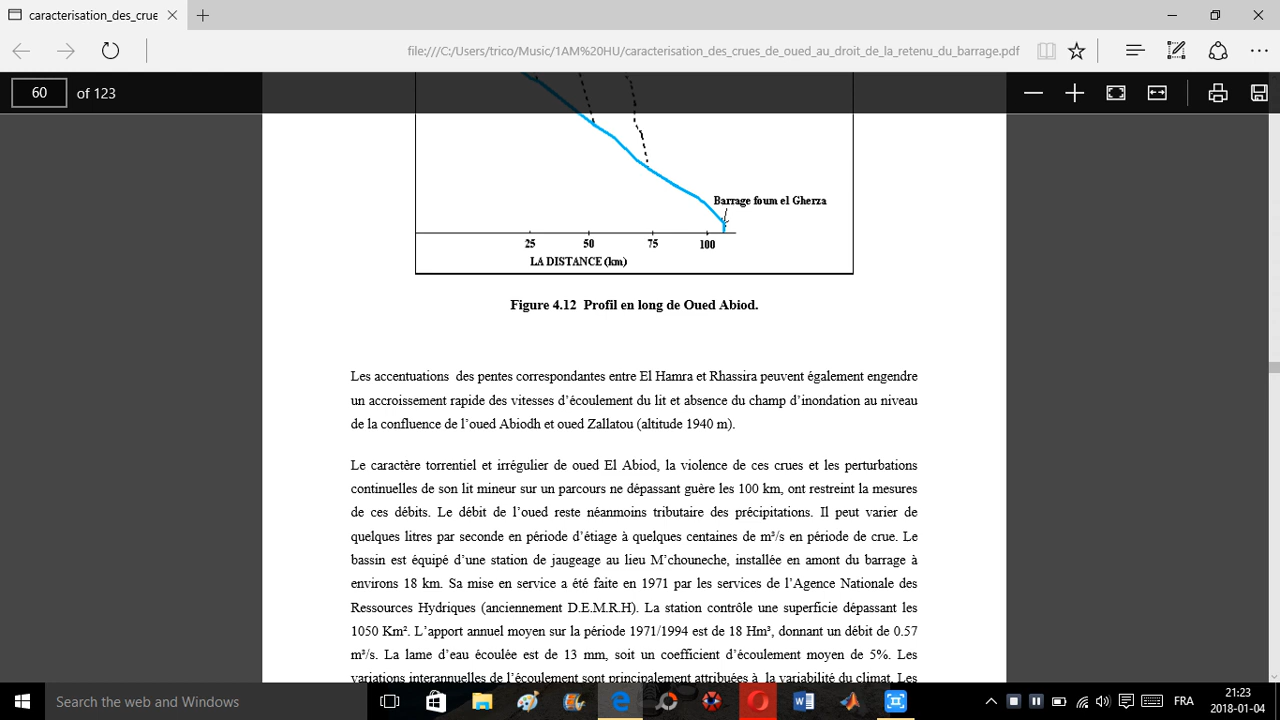 caracterisation_des_crue
file:///C:/Users/trico/Music/1AM%20HU/caracterisation_des_crues_de_oued_au_droit_de_la_retenu_du_barrage.pdf
60 of 123
Barrage foum el Gherza
25 50 75 100
LA DISTANCE (km)
Figure 4.12 Profil en long de Oued Abiod.
Les accentuations des pentes correspondantes entre El Hamra et Rhassira peuvent également engendre
un accroissement rapide des vitesses d’écoulement du lit et absence du champ d’inondation au niveau
de la confluence de l’oued Abiodh et oued Zallatou (altitude 1940 m).
Le caractère torrentiel et irrégulier de oued El Abiod, la violence de ces crues et les perturbations
continuelles de son lit mineur sur un parcours ne dépassant guère les 100 km, ont restreint la mesures
de ces débits. Le débit de l’oued reste néanmoins tributaire des précipitations. Il peut varier de
quelques litres par seconde en période d’étiage à quelques centaines de m³/s en période de crue. Le
bassin est équipé d’une station de jaugeage au lieu M’chouneche, installée en amont du barrage à
environs 18 km. Sa mise en service a été faite en 1971 par les services de l’Agence Nationale des
Ressources Hydriques (anciennement D.E.M.R.H). La station contrôle une superficie dépassant les
1050 Km². L’apport annuel moyen sur la période 1971/1994 est de 18 Hm³, donnant un débit de 0.57
m³/s. La lame d’eau écoulée est de 13 mm, soit un coefficient d’écoulement moyen de 5%. Les
variations interannuelles de l’écoulement sont principalement attribuées à la variabilité du climat. Les
Search the web and Windows
FRA
21:23
2018-01-04